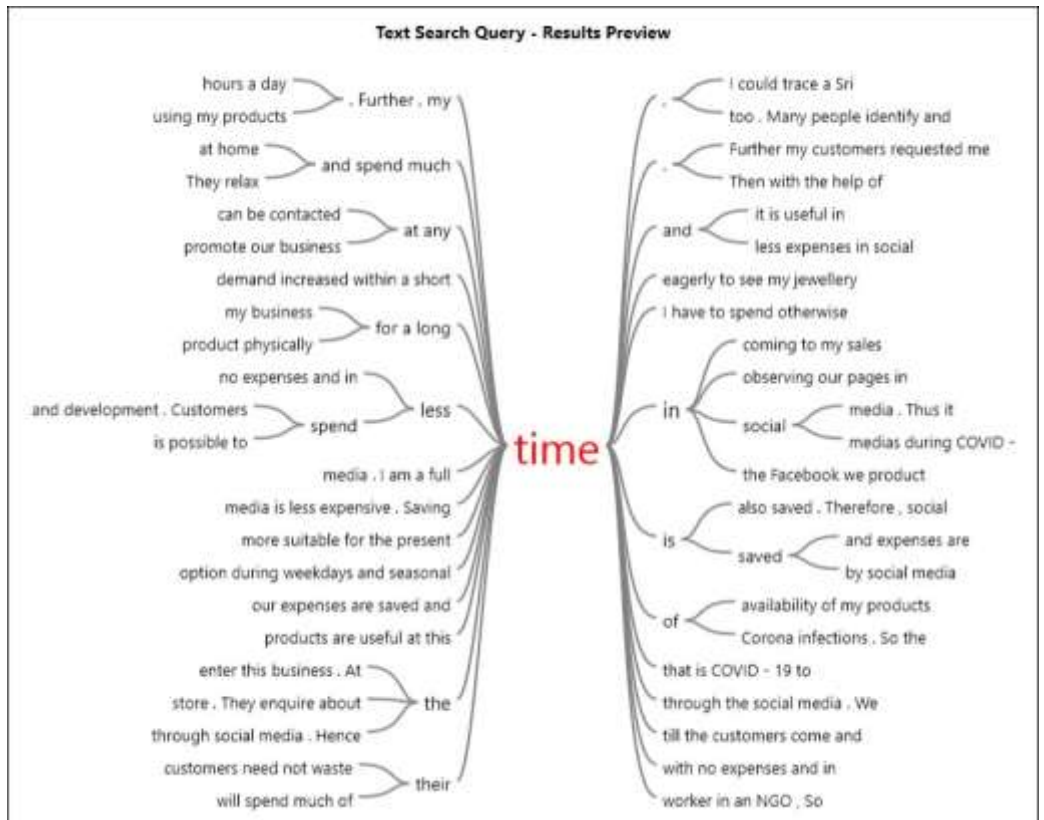 Text Search Query - Results Preview
hours a day
using my products
. Further . my
at home
They relax
and spend much
can be contacted
promote our business
at any
demand increased within a short
my business
product physically
for a long
no expenses and in
and development . Customers
is possible to
spend
less
media . I am a full
media is less expensive . Saving
more suitable for the present
option during weekdays and seasonal
our expenses are saved and
products are useful at this
enter this business . At
store . They enquire about
through social media . Hence
the
customers need not waste
will spend much of
their
time
,
I could trace a Sri
too . Many people identify and
.
Further my customers requested me
Then with the help of
and
it is useful in
less expenses in social
eagerly to see my jewellery
I have to spend otherwise
in
coming to my sales
observing our pages in
social
media . Thus it
medias during COVID -
the Facebook we product
is
also saved . Therefore , social
saved
and expenses are
by social media
of
availability of my products
Corona infections . So the
that is COVID - 19 to
through the social media . We
till the customers come and
with no expenses and in
worker in an NGO , So